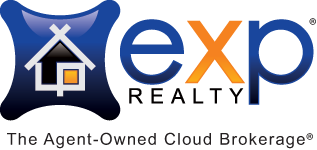 exp®
REALTY
The Agent-Owned Cloud Brokerage®